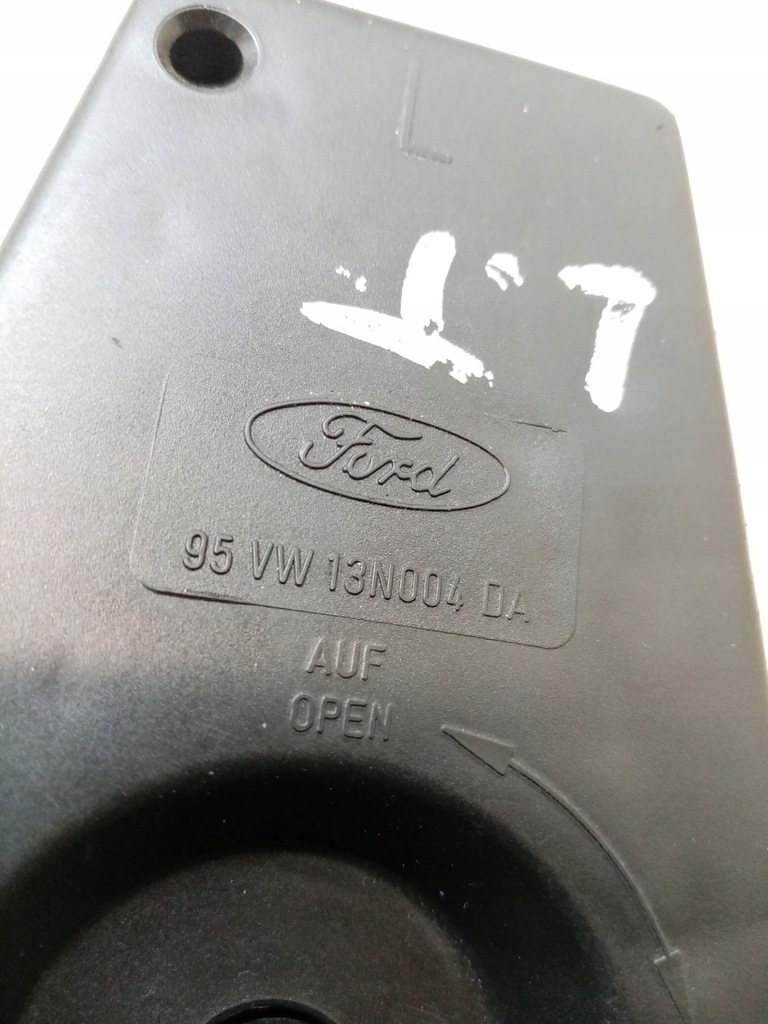 L
L.T
Ford
95 VW 13N004 DA
AUF
OPEN